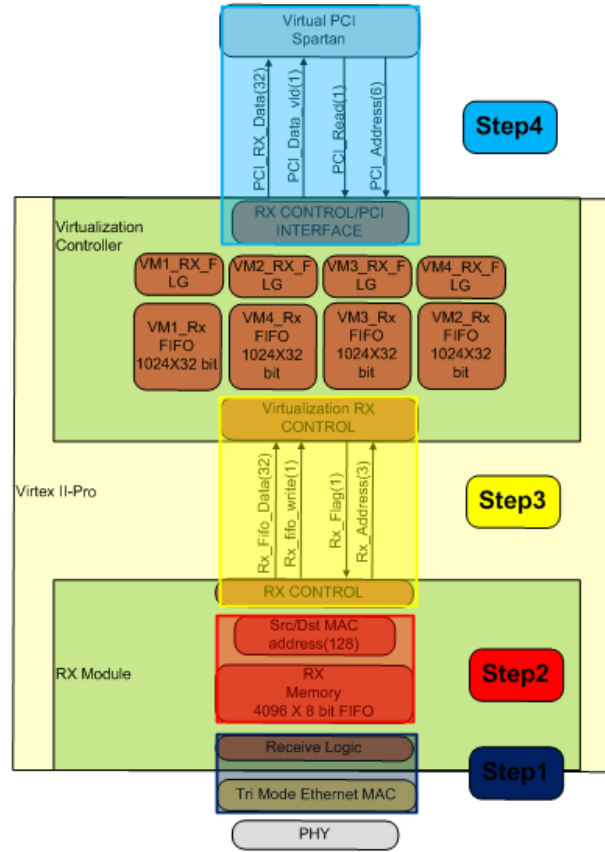 Virtual PCI
Spartan
PCI_RX_Data(32)
PCI_Data_vld(1)
PCI_Read(1)
PCI_Address(6)
Step4
Virtualization
Controller
RX CONTROL/PCI
INTERFACE
VM1_RX_F
LG
VM2_RX_F
LG
VM3_RX_F
LG
VM4_RX_F
LG
VM1_Rx
FIFO
1024X32 bit
VM4_Rx
FIFO
1024X32
bit
VM3_Rx
FIFO
1024X32
bit
VM2_Rx
FIFO
1024X32
bit
Virtualization RX
CONTROL
Virtex II-Pro
Rx_Fifo_Data(32)
Rx_fifo_write(1)
Rx_Flag(1)
Rx_Address(3)
Step3
RX CONTROL
Src/Dst MAC
address(128)
RX Module
RX
Memory
4096 X 8 bit FIFO
Step2
Receive Logic
Tri Mode Ethernet MAC
Step1
PHY